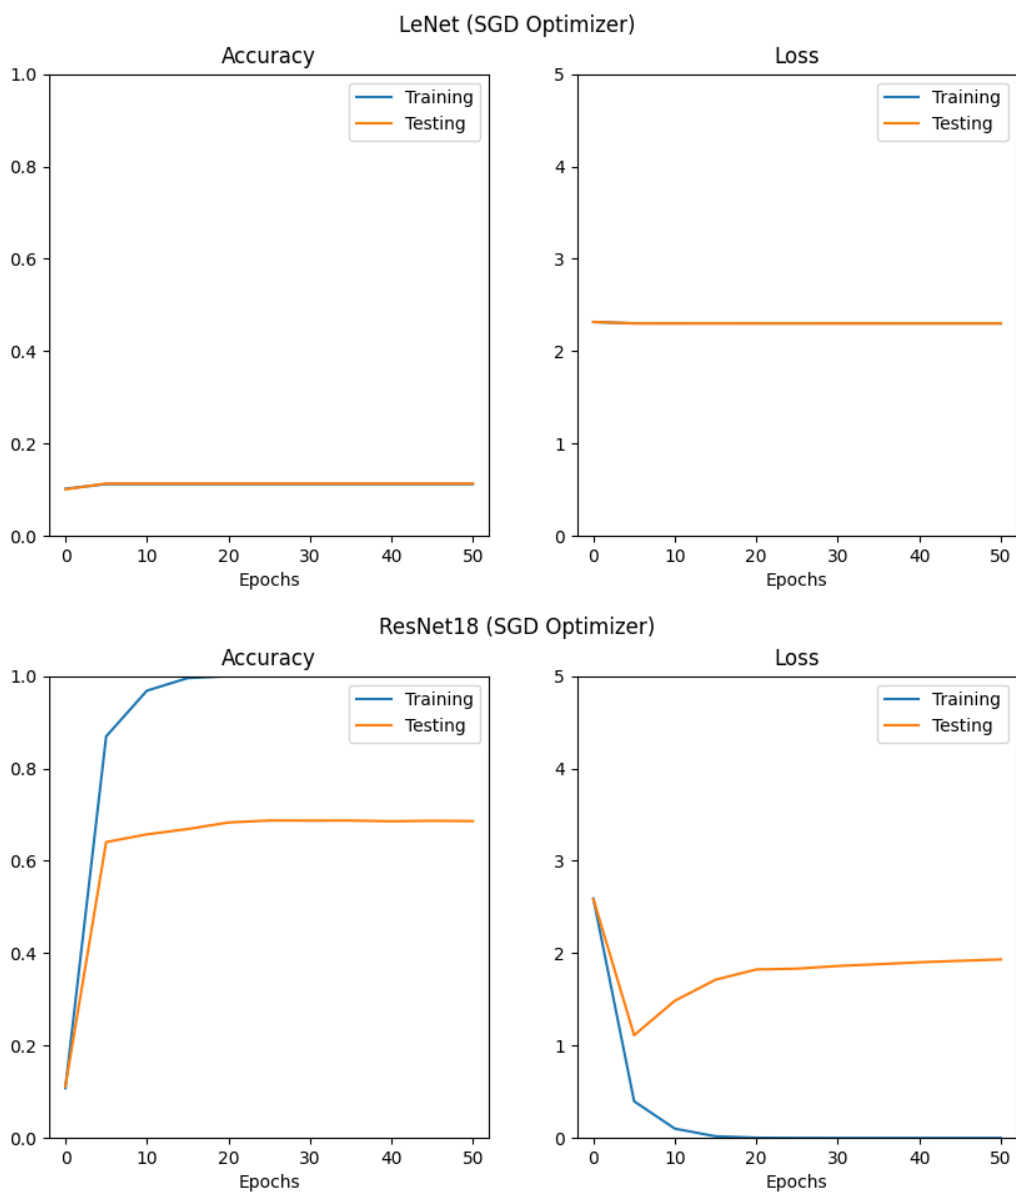 LeNet (SGD Optimizer)
Accuracy
Loss
1.0
0.8
0.6
0.4
0.2
0.0
Training
Testing
0 10 20 30 40 50
Epochs
5
4
3
2
1
0
Training
Testing
0 10 20 30 40 50
Epochs
ResNet18 (SGD Optimizer)
Accuracy
Loss
1.0
0.8
0.6
0.4
0.2
0.0
Training
Testing
0 10 20 30 40 50
Epochs
5
4
3
2
1
0
Training
Testing
0 10 20 30 40 50
Epochs